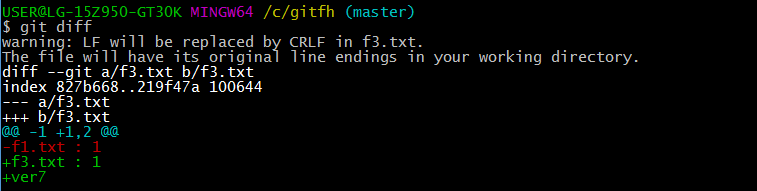 USER@LG-15Z950-GT30K MINGW64 /c/gitfh (master)
$ git diff
warning: LF will be replaced by CRLF in f3.txt.
The file will have its original line endings in your working directory.
diff --git a/f3.txt b/f3.txt
index 827b668..219f47a 100644
--- a/f3.txt
+++ b/f3.txt
@@ -1 +1,2 @@
-f1.txt : 1
+f3.txt : 1
+ver7